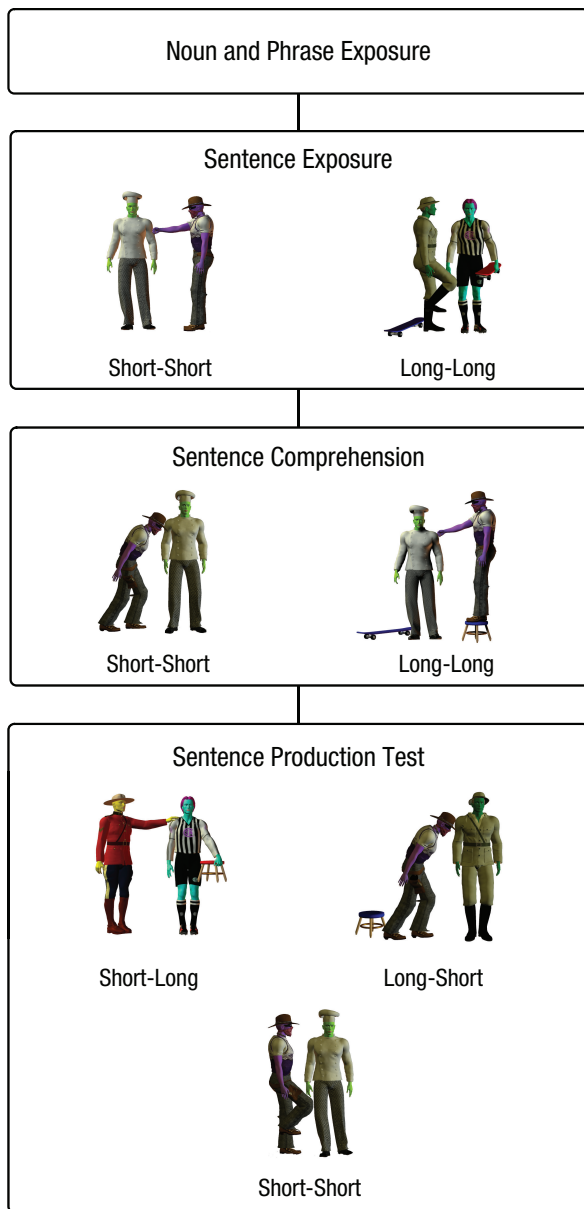 Noun and Phrase Exposure
Sentence Exposure
Short-Short
Long-Long
Sentence Comprehension
Short-Short
Long-Long
Sentence Production Test
Short-Long
Long-Short
Short-Short